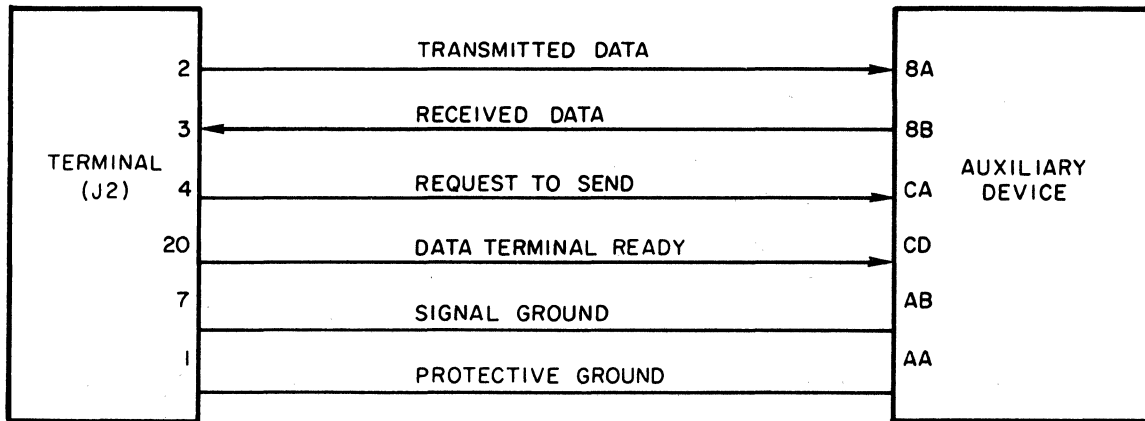 TRANSMITTED DATA
2 8A
RECEIVED DATA
3 8B
TERMINAL
(J2)
AUXILIARY
DEVICE
REQUEST TO SEND
4 CA
DATA TERMINAL READY
20 CD
7 AB
SIGNAL GROUND
1 AA
PROTECTIVE GROUND